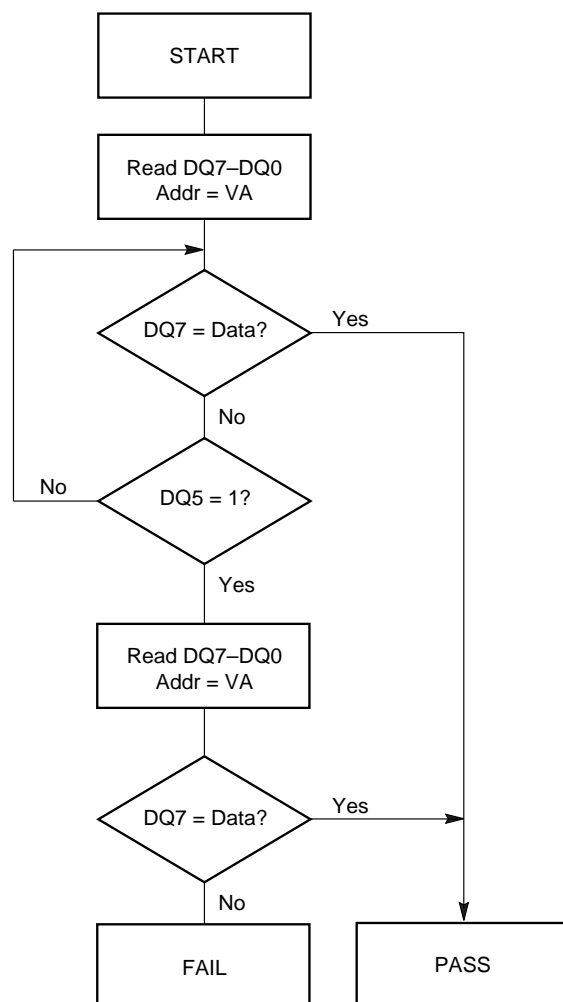 START
Read DQ7–DQ0
Addr = VA
DQ7 = Data?
Yes
No
No
DQ5 = 1?
Yes
Read DQ7–DQ0
Addr = VA
DQ7 = Data?
Yes
No
FAIL
PASS